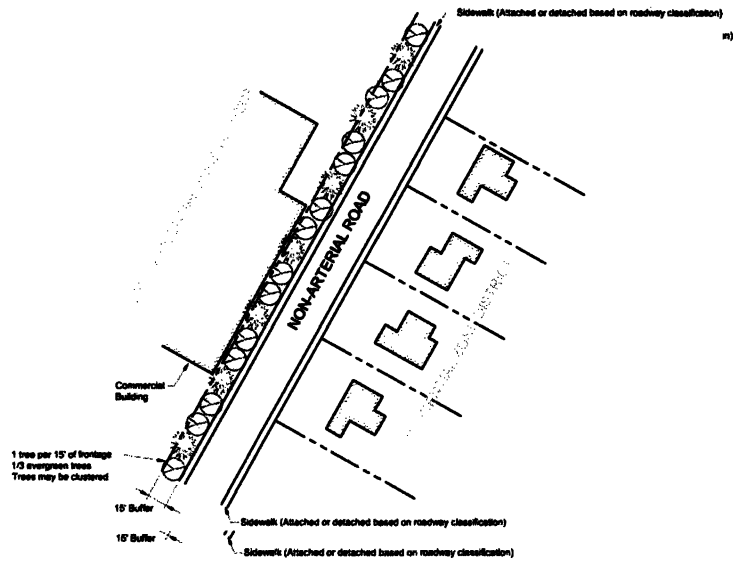 Sidewalk (Attached or detached based on roadway classification)
NON-ARTERIAL ROAD
Commercial
Building
1 tree per 15' of frontage
1/3 evergreen trees
Trees may be clustered
15' Buffer
Sidewalk (Attached or detached based on roadway classification)
15' Buffer
Sidewalk (Attached or detached based on roadway classification)